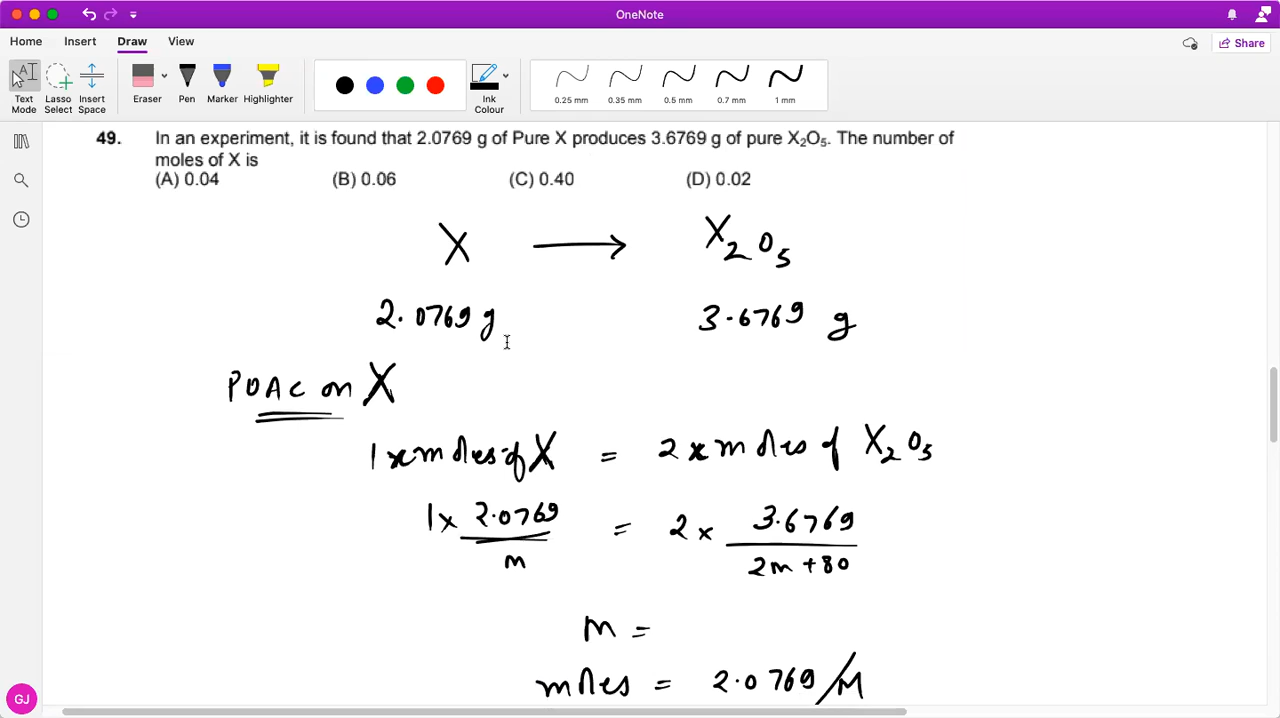 OneNote
Home Insert Draw View
Share
Text Mode
Lasso Select
Insert Space
Eraser
Pen
Marker
Highlighter
Ink Colour
0.25 mm
0.35 mm
0.5 mm
0.7 mm
1 mm
49. In an experiment, it is found that 2.0769 g of Pure X produces 3.6769 g of pure X₂O₅. The number of
moles of X is
(A) 0.04 (B) 0.06 (C) 0.40 (D) 0.02
X ⟶ X₂O₅
2.0769 g 3.6769 g
POAC on X
1 x moles of X = 2 x moles of X₂O₅
1 x 2.0769 / m = 2 x 3.6769 / 2m + 80
M =
moles = 2.0769/M
GJ